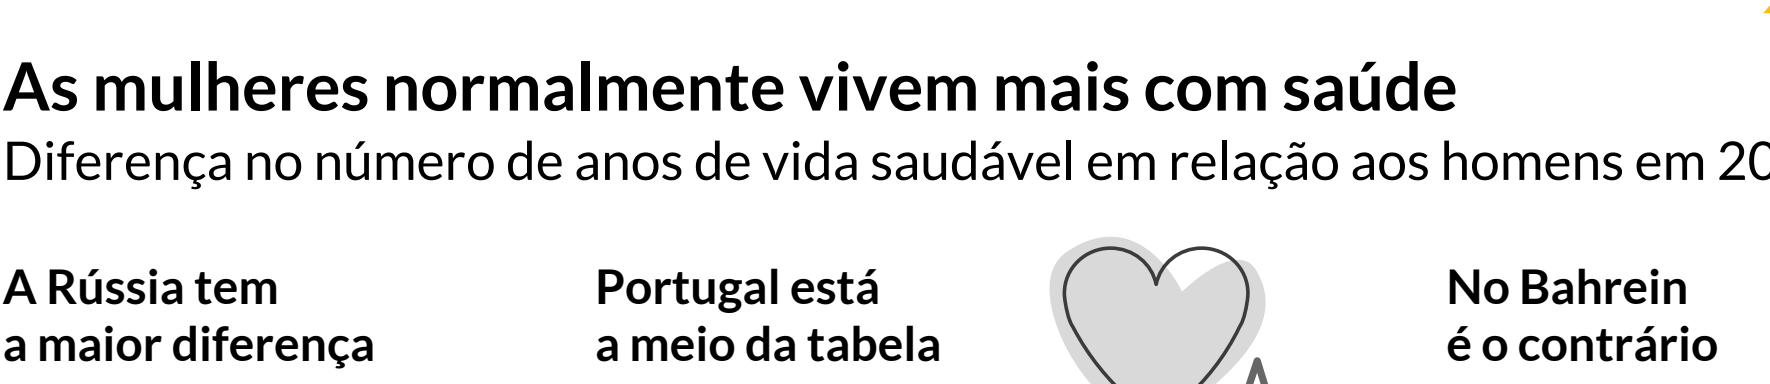 As mulheres normalmente vivem mais com saúde
Diferença no número de anos de vida saudável em relação aos homens em
A Rússia tem
a maior diferença
Portugal está
a meio da tabela
No Bahrein
é o contrário